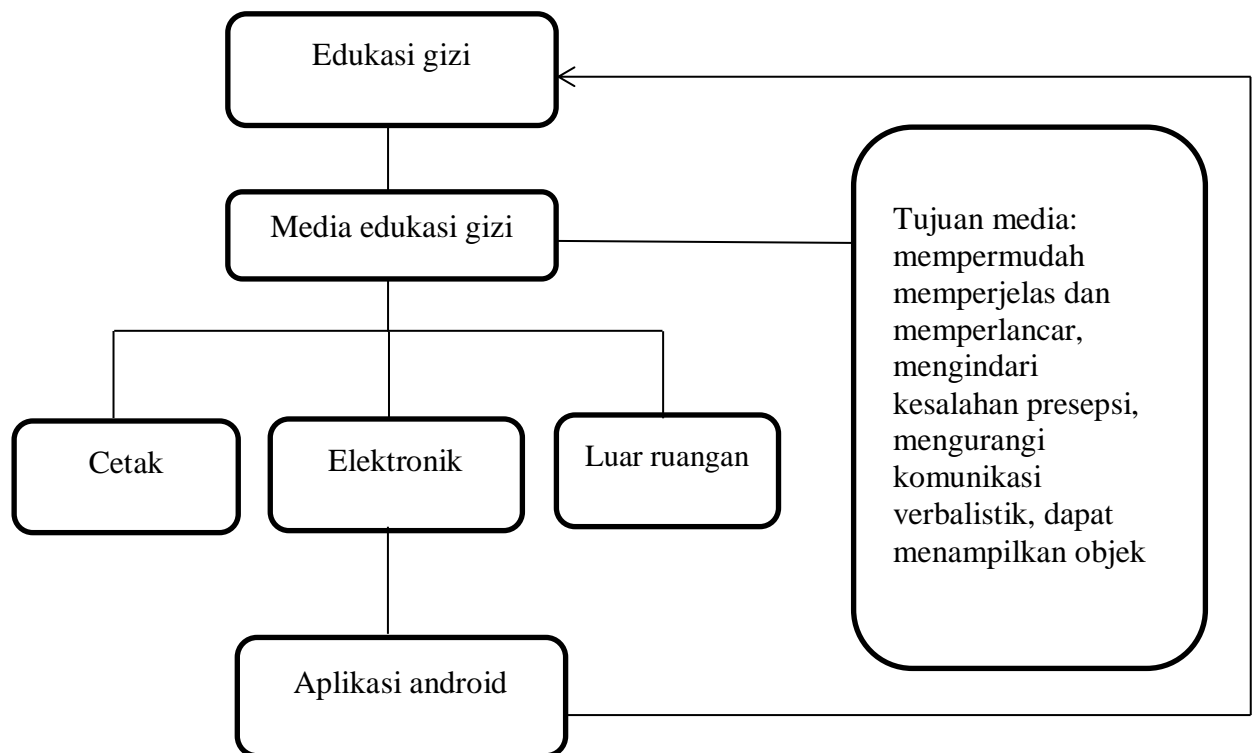 Edukasi gizi
Media edukasi gizi
Tujuan media:
mempermudah
memperjelas dan
memperlancar,
mengindari
kesalahan presepsi,
mengurangi
komunikasi
verbalistik, dapat
menampilkan objek
Cetak
Elektronik
Luar ruangan
Aplikasi android